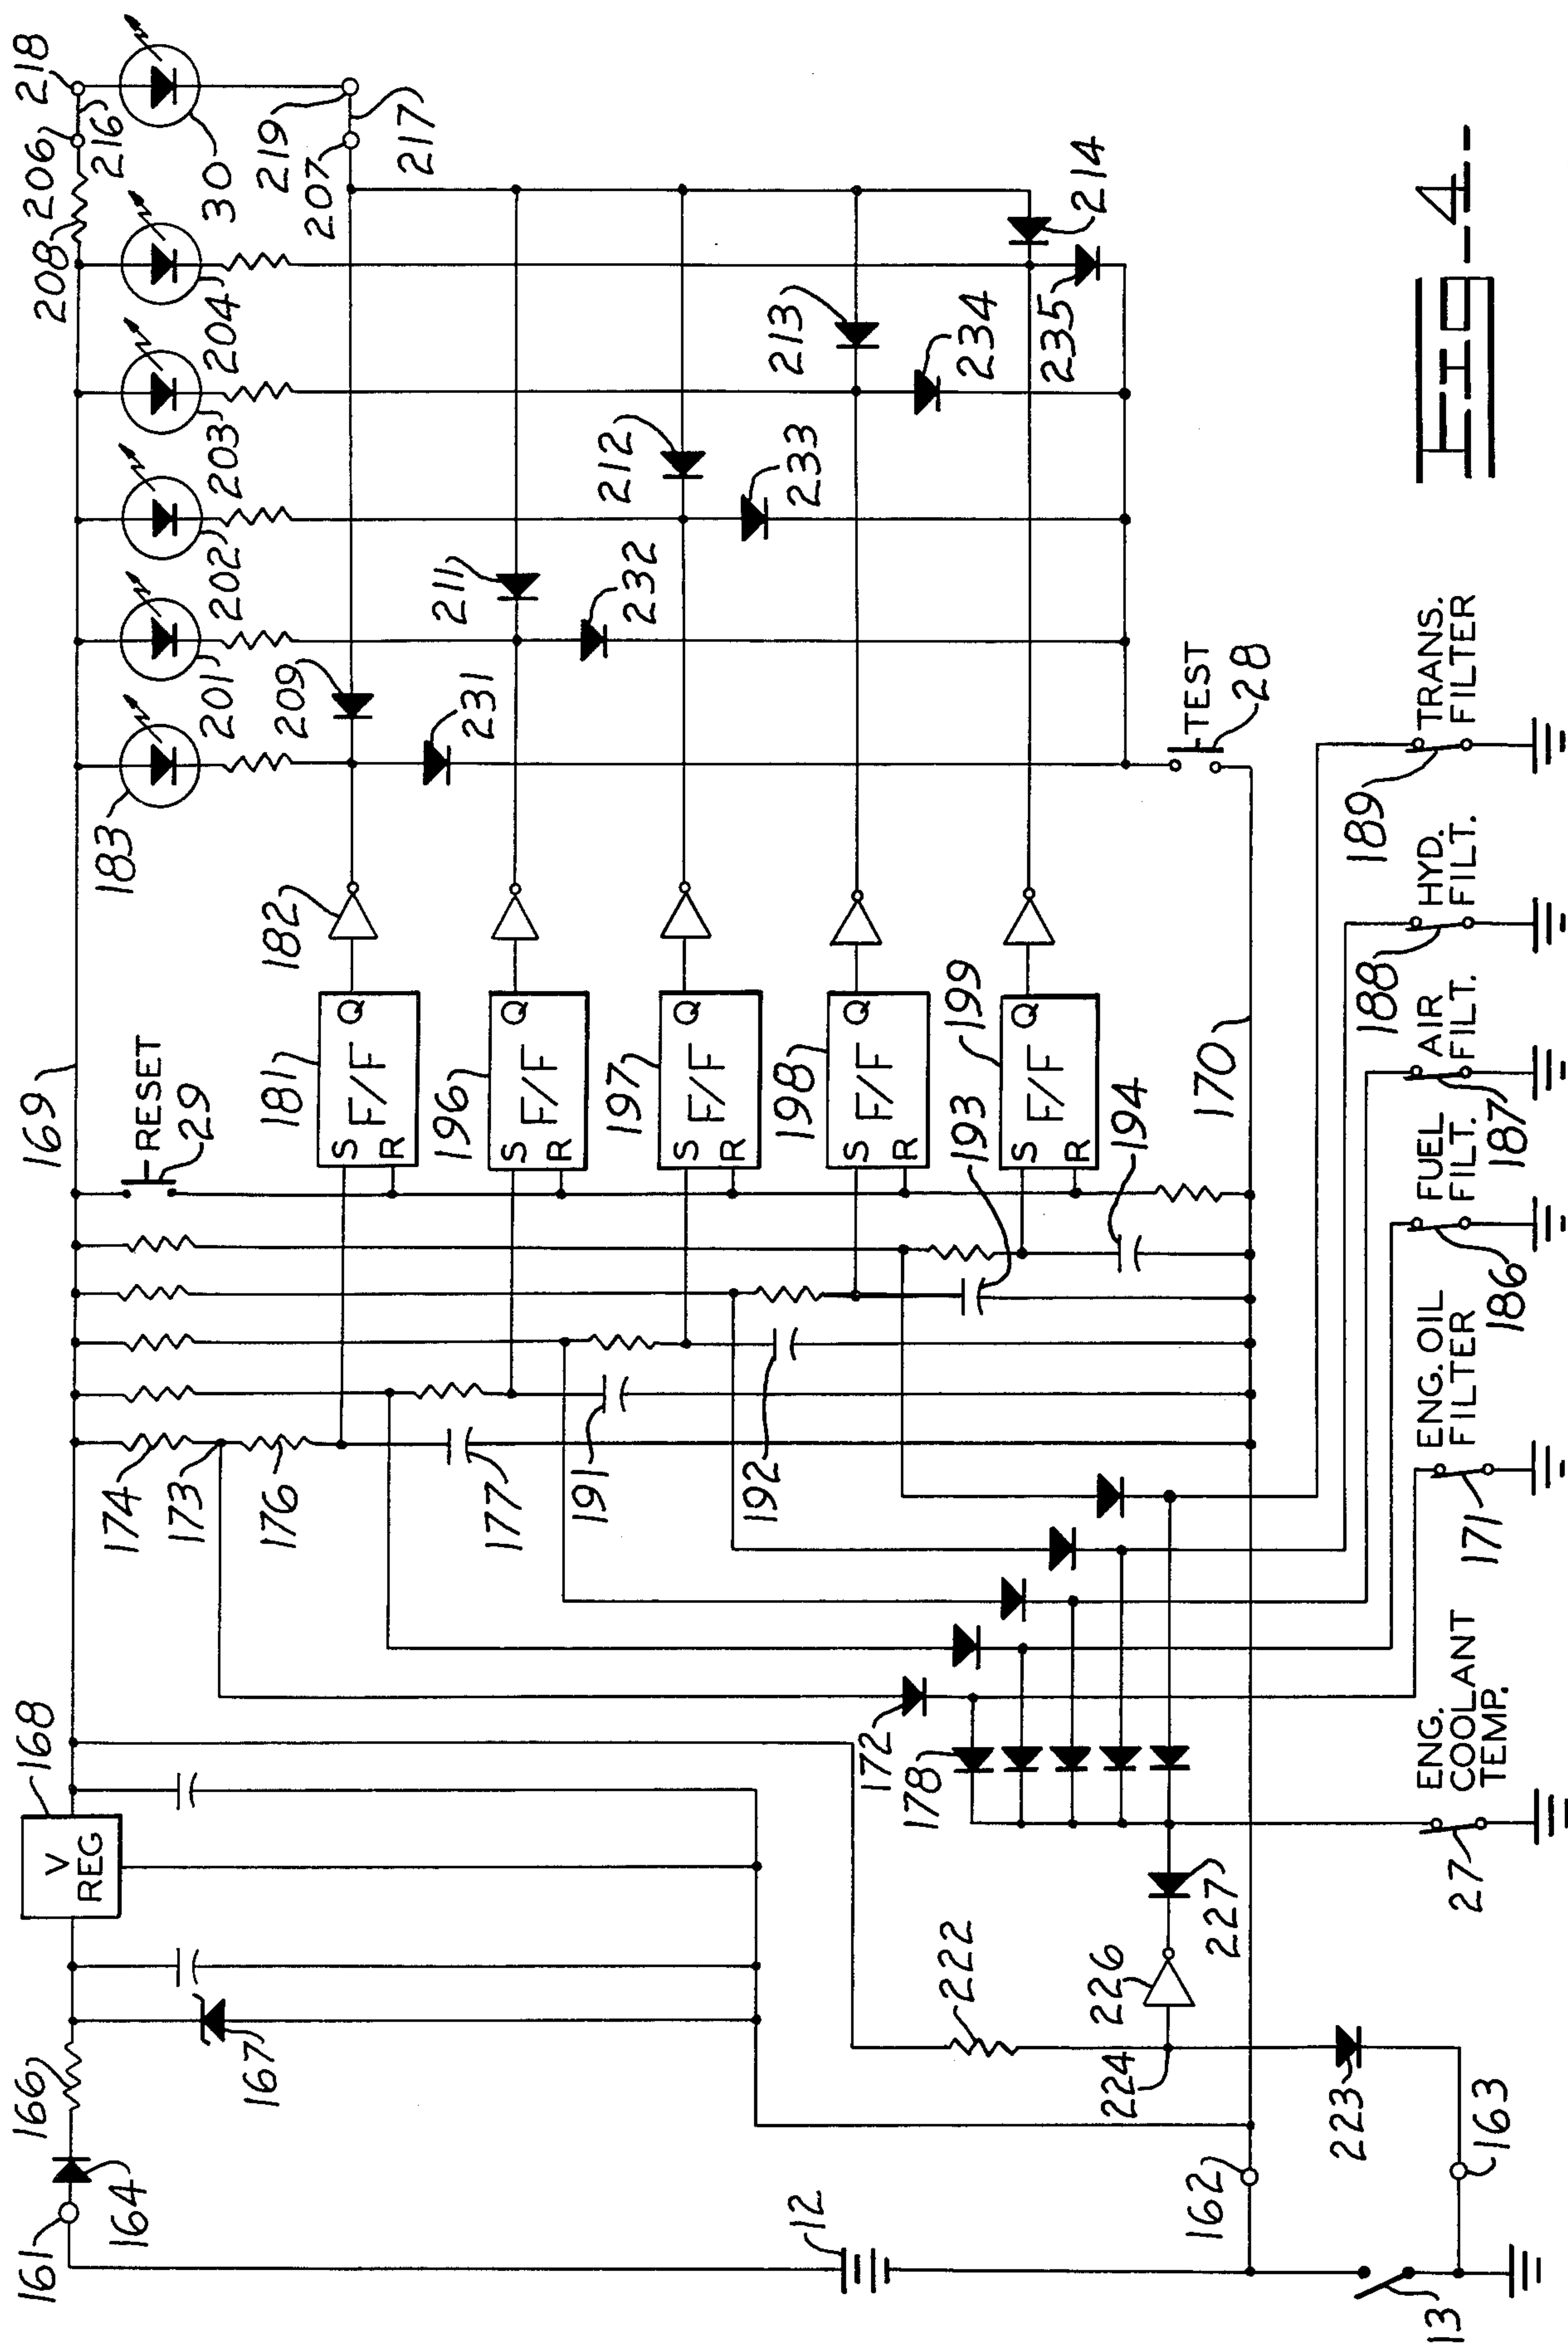 FIG-4-
161
164
166
167
V
REG
168
169
12
162
163
13
223
224
222
226
227
172
178
174
173
176
177
191
192
193
194
RESET
29
181
S
R
F/F
Q
182
196
S
R
F/F
Q
197
S
R
F/F
Q
198
S
R
F/F
Q
199
S
R
F/F
Q
170
183
201
202
203
204
208
206
216
218
30
219
207
217
209
211
212
213
214
231
232
233
234
235
TEST
28
ENG.
COOLANT
TEMP.
27
ENG. OIL
FILTER
171
FUEL
FILT.
186
AIR
FILT.
187
HYD.
FILT.
188
TRANS.
FILTER
189